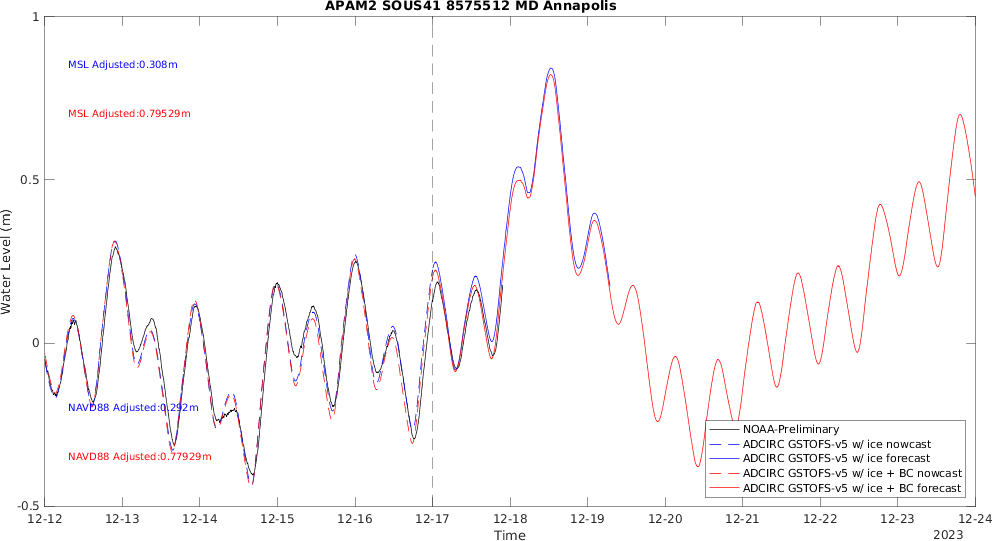 APAM2 SOUS41 8575512 MD Annapolis
1
0.5
0
-0.5
Water Level (m)
MSL Adjusted:0.308m
MSL Adjusted:0.79529m
NAVD88 Adjusted:0.292m
NAVD88 Adjusted:0.77929m
NOAA-Preliminary
ADCIRC GSTOFS-v5 w/ ice nowcast
ADCIRC GSTOFS-v5 w/ ice forecast
ADCIRC GSTOFS-v5 w/ ice + BC nowcast
ADCIRC GSTOFS-v5 w/ ice + BC forecast
12-12 12-13 12-14 12-15 12-16 12-17 12-18 12-19 12-20 12-21 12-22 12-23 12-24
Time
2023